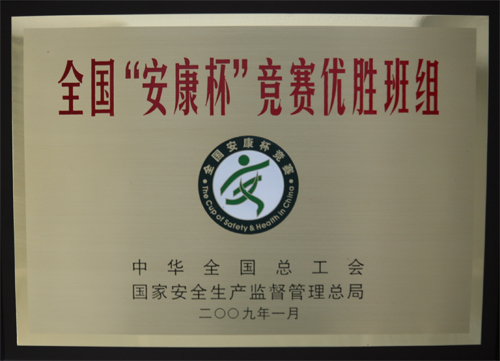 全国“安康杯”竞赛优胜班组
全国安康杯竞赛
The Cup of Safety & Health in China
中华全国总工会
国家安全生产监督管理总局
二〇〇九年一月